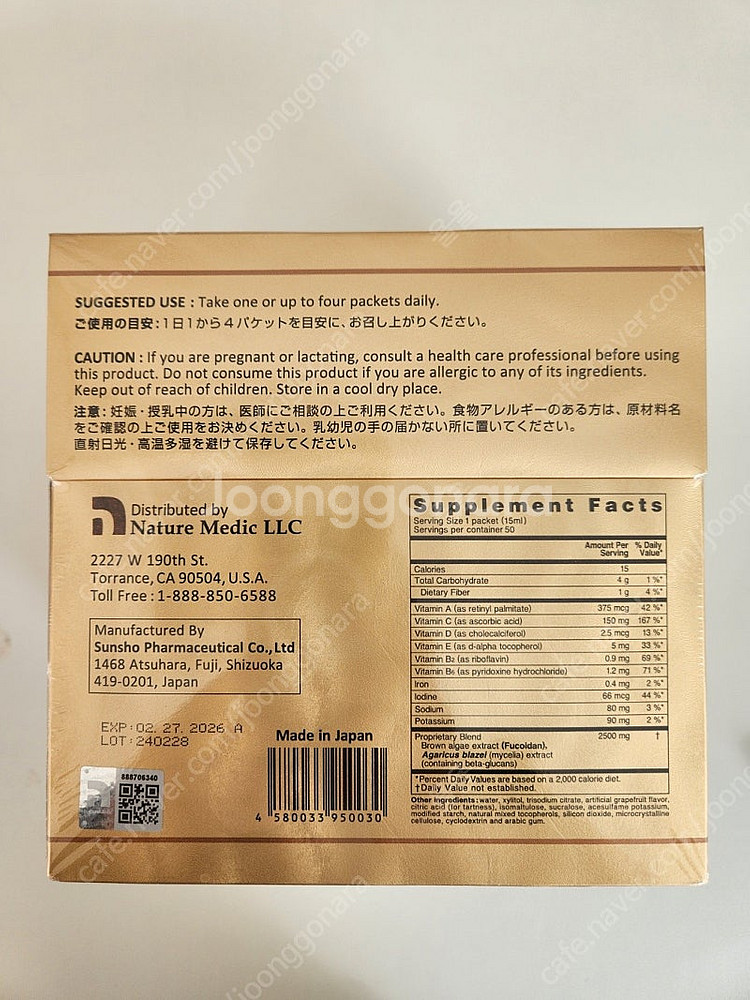 SUGGESTED USE : Take one or up to four packets daily.
ご使用の目安:1日1から4パケットを目安に、お召し上がりください。
CAUTION : If you are pregnant or lactating, consult a health care professional before using
this product. Do not consume this product if you are allergic to any of its ingredients.
Keep out of reach of children. Store in a cool dry place.
注意:妊娠・授乳中の方は、医師にご相談の上ご利用ください。食物アレルギーのある方は、原材料名
をご確認の上ご使用をお決めください。乳幼児の手の届かない所に置いてください。
直射日光・高温多湿を避けて保存してください。
Distributed by
Nature Medic LLC
2227 W 190th St.
Torrance, CA 90504, U.S.A.
Toll Free : 1-888-850-6588
Manufactured By
Sunsho Pharmaceutical Co.,Ltd
1468 Atsuhara, Fuji, Shizuoka
419-0201, Japan
EXP:02. 27. 2026 A
LOT:240228
888706340
Made in Japan
4 580033 950030
Supplement Facts
Serving Size 1 packet (15ml)
Servings per container 50
Amount Per Serving % Daily Value*
Calories 15
Total Carbohydrate 4 g 1 %*
Dietary Fiber 1 g 4 %*
Vitamin A (as retinyl palmitate) 375 mcg 42 %*
Vitamin C (as ascorbic acid) 150 mg 167 %*
Vitamin D (as cholecalciferol) 2.5 mcg 13 %*
Vitamin E (as d-alpha tocopherol) 5 mg 33 %*
Vitamin B2 (as riboflavin) 0.9 mg 69 %*
Vitamin B6 (as pyridoxine hydrochloride) 1.2 mg 71 %*
Iron 0.4 mg 2 %*
Iodine 66 mcg 44 %*
Sodium 80 mg 3 %*
Potassium 90 mg 2 %*
Proprietary Blend 2500 mg †
Brown algae extract (Fucoidan),
Agaricus blazei (mycelia) extract
(containing beta-glucans)
*Percent Daily Values are based on a 2,000 calorie diet.
†Daily Value not established.
Other Ingredients: water, xylitol, trisodium citrate, artificial grapefruit flavor,
citric acid (for tartness), isomaltulose, sucralose, acesulfame potassium,
modified starch, natural mixed tocopherols, silicon dioxide, microcrystalline
cellulose, cyclodextrin and arabic gum.
joonggonara
cafe.naver.com/joonggonara